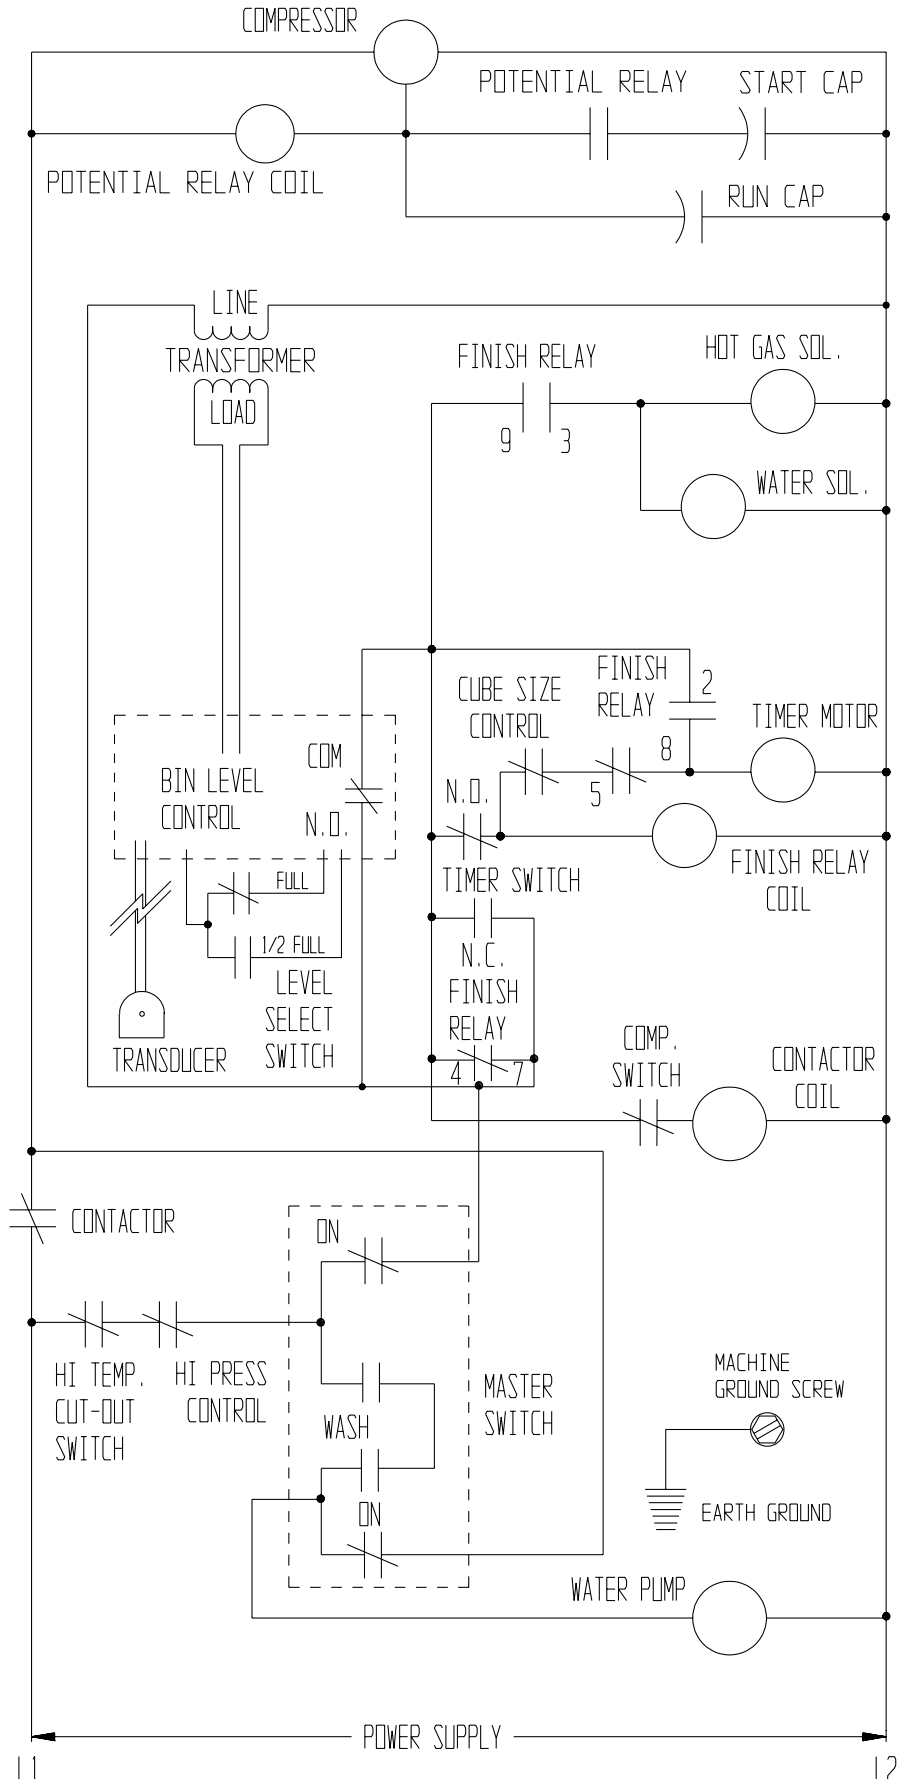 COMPRESSOR
POTENTIAL RELAY
START CAP
POTENTIAL RELAY COIL
RUN CAP
LINE
TRANSFORMER
LOAD
FINISH RELAY
9
3
HOT GAS SOL.
WATER SOL.
FINISH
RELAY
2
8
CUBE SIZE
CONTROL
TIMER MOTOR
COM
BIN LEVEL
CONTROL
N.O.
N.O.
5
FULL
TIMER SWITCH
FINISH RELAY
COIL
1/2 FULL
LEVEL
SELECT
SWITCH
N.C.
FINISH
RELAY
4
7
TRANSDUCER
COMP.
SWITCH
CONTACTOR
COIL
CONTACTOR
ON
HI TEMP.
CUT-OUT
SWITCH
HI PRESS
CONTROL
WASH
MASTER
SWITCH
MACHINE
GROUND SCREW
ON
EARTH GROUND
WATER PUMP
POWER SUPPLY
L1
L2